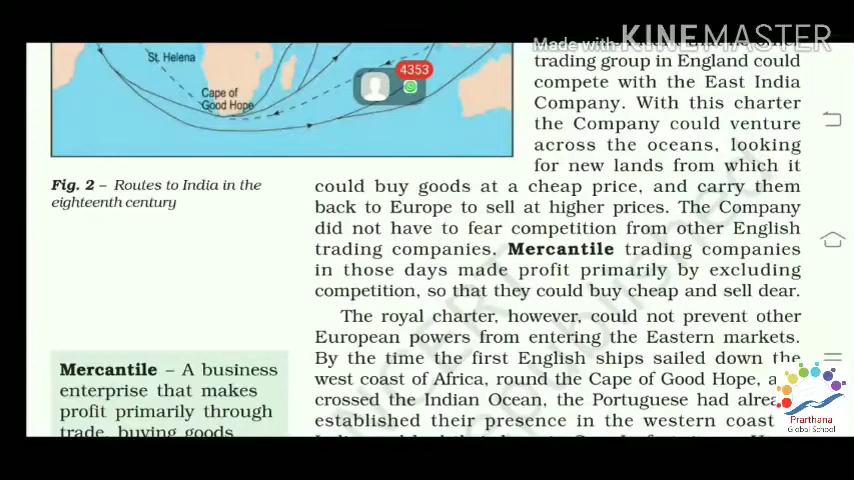 Made with KINEMASTER
St. Helena
Cape of
Good Hope
4353
trading group in England could
compete with the East India
Company. With this charter
the Company could venture
across the oceans, looking
for new lands from which it
Fig. 2 – Routes to India in the
eighteenth century
could buy goods at a cheap price, and carry them
back to Europe to sell at higher prices. The Company
did not have to fear competition from other English
trading companies. Mercantile trading companies
in those days made profit primarily by excluding
competition, so that they could buy cheap and sell dear.
The royal charter, however, could not prevent other
European powers from entering the Eastern markets.
By the time the first English ships sailed down the
west coast of Africa, round the Cape of Good Hope,
crossed the Indian Ocean, the Portuguese had
established their presence in the western coast
Mercantile – A business
enterprise that makes
profit primarily through
trade, buying goods
Prarthana
Global School